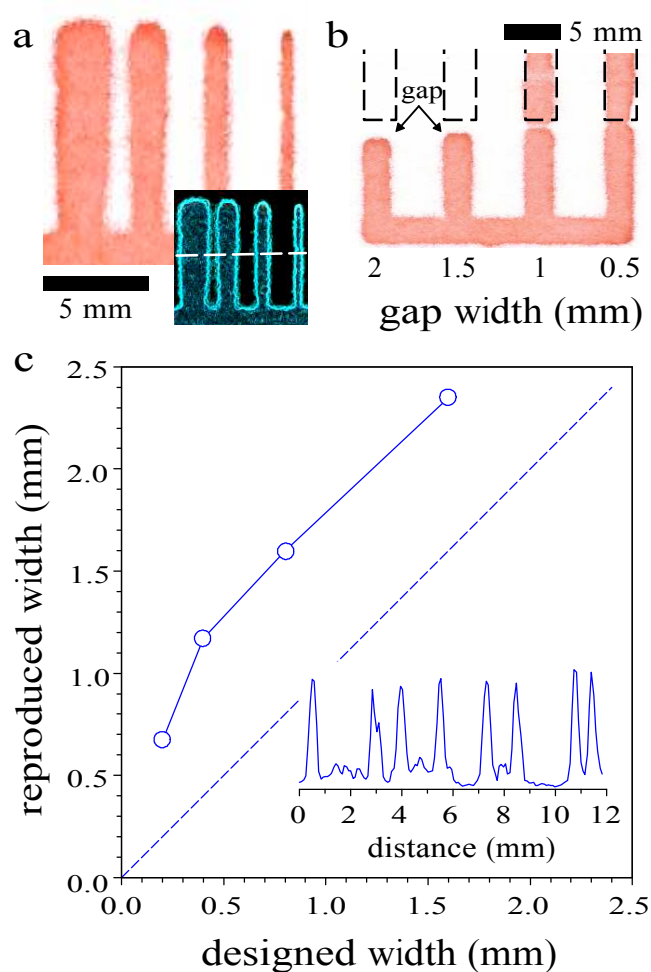 a
5 mm
b
5 mm
gap
2 1.5 1 0.5
gap width (mm)
c
2.5
2.0
1.5
1.0
0.5
0.0
reproduced width (mm)
0 2 4 6 8 10 12
distance (mm)
0.0 0.5 1.0 1.5 2.0 2.5
designed width (mm)